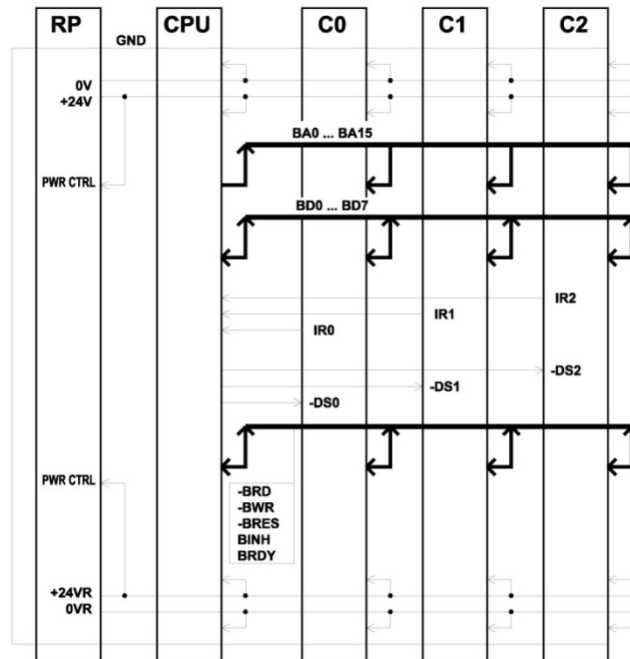 RP CPU C0 C1 C2
GND
0V
+24V
BA0 ... BA15
PWR CTRL
BD0 ... BD7
IR2
IR1
IR0
-DS2
-DS1
-DS0
PWR CTRL
-BRD
-BWR
-BRES
BINH
BRDY
+24VR
0VR